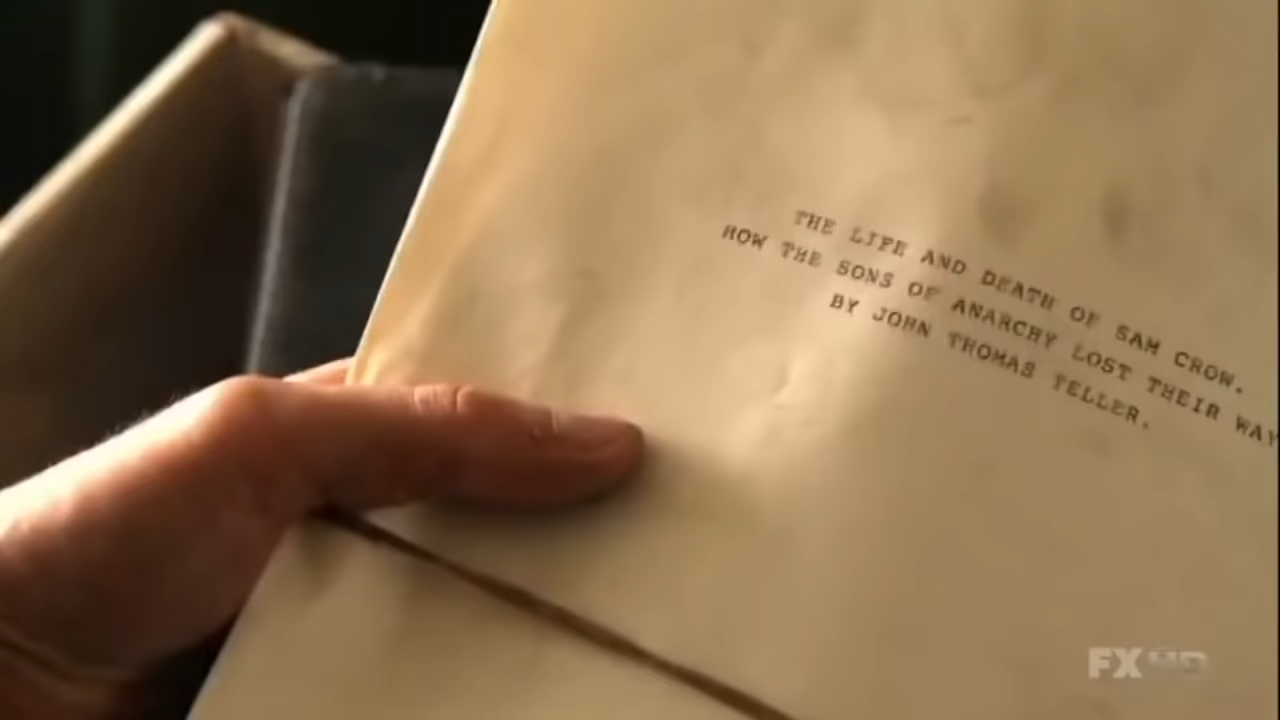 THE LIFE AND DEATH OF SAM CROW.
HOW THE SONS OF ANARCHY LOST THEIR WAY
BY JOHN THOMAS TELLER.
FX HD